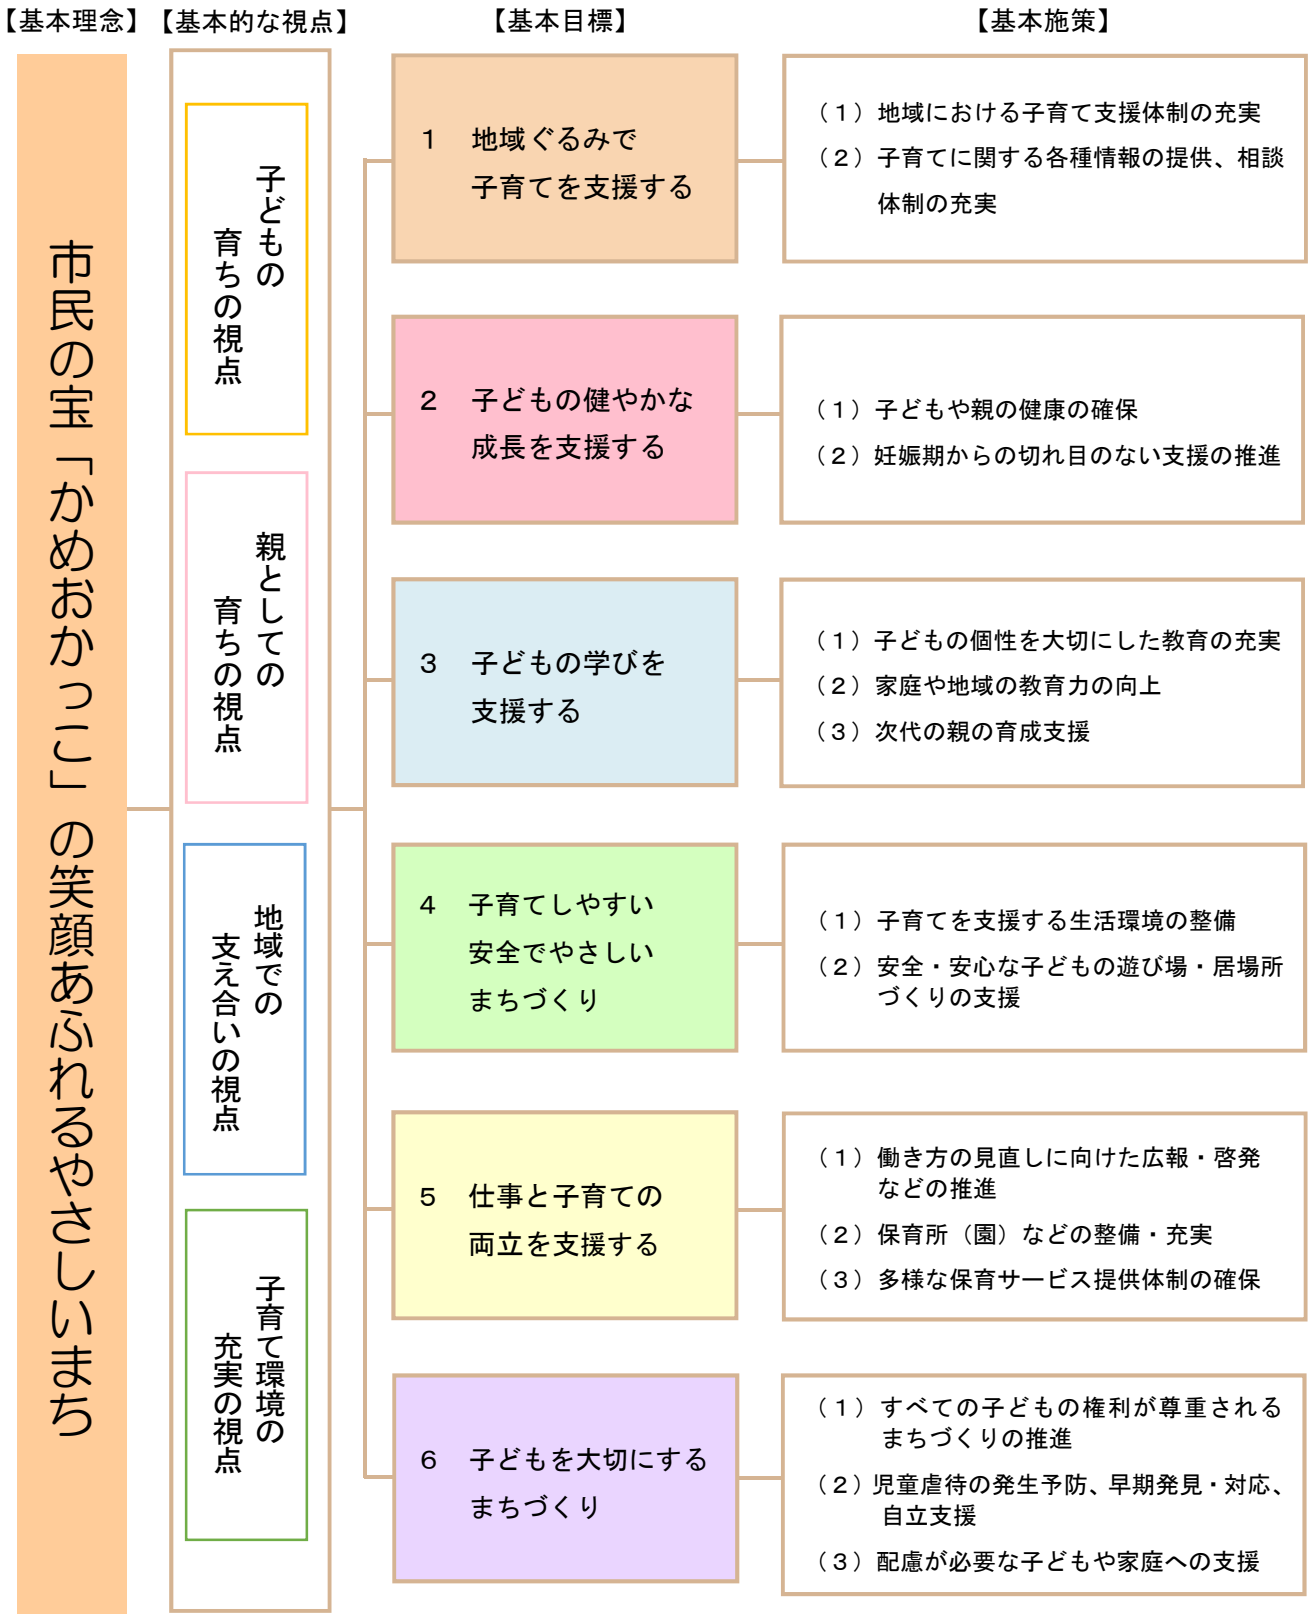 【基本理念】
【基本的な視点】
【基本目標】
【基本施策】
市民の宝「かめおかっこ」の笑顔あふれるやさしいまち
子どもの
育ちの視点
親としての
育ちの視点
地域での
支え合いの視点
子育て環境の
充実の視点
１　地域ぐるみで
子育てを支援する
（１）地域における子育て支援体制の充実
（２）子育てに関する各種情報の提供、相談
体制の充実
２　子どもの健やかな
成長を支援する
（１）子どもや親の健康の確保
（２）妊娠期からの切れ目のない支援の推進
３　子どもの学びを
支援する
（１）子どもの個性を大切にした教育の充実
（２）家庭や地域の教育力の向上
（３）次代の親の育成支援
４　子育てしやすい
安全でやさしい
まちづくり
（１）子育てを支援する生活環境の整備
（２）安全・安心な子どもの遊び場・居場所
づくりの支援
５　仕事と子育ての
両立を支援する
（１）働き方の見直しに向けた広報・啓発
などの推進
（２）保育所（園）などの整備・充実
（３）多様な保育サービス提供体制の確保
６　子どもを大切にする
まちづくり
（１）すべての子どもの権利が尊重される
まちづくりの推進
（２）児童虐待の発生予防、早期発見・対応、
自立支援
（３）配慮が必要な子どもや家庭への支援